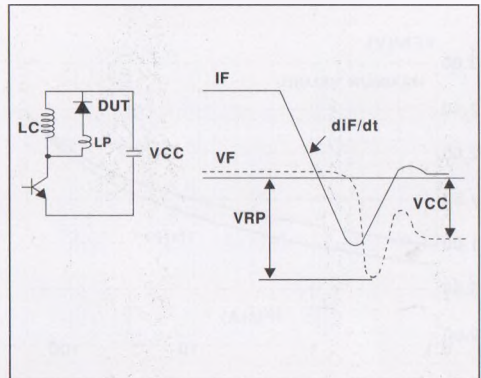 IF
DUT
diF/dt
LC
LP
VCC
VF
VRP
VCC